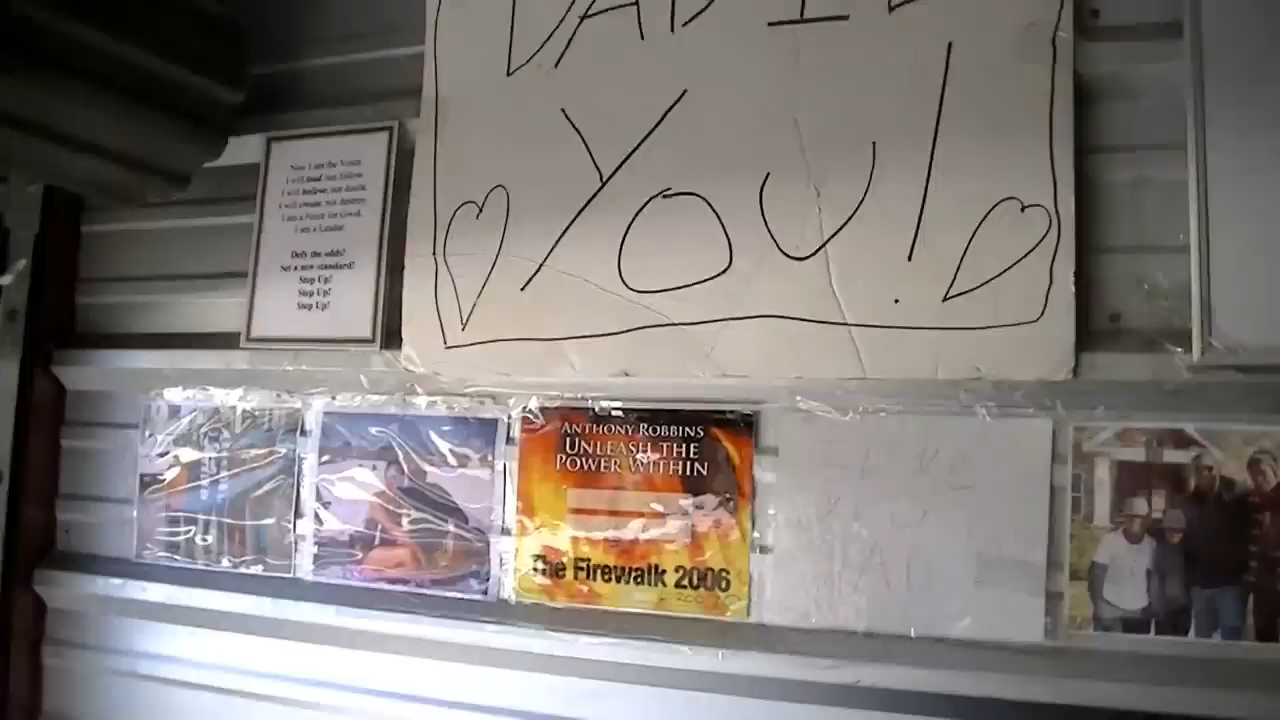 DAD I L
YOU!
Now I am the Voice.
I will lead, not follow.
I will believe, not doubt.
I will create, not destroy.
I am a Force for Good.
I am a Leader.
Defy the odds!
Set a new standard!
Step Up!
Step Up!
Step Up!
ANTHONY ROBBINS
UNLEASH THE
POWER WITHIN
The Firewalk 2006